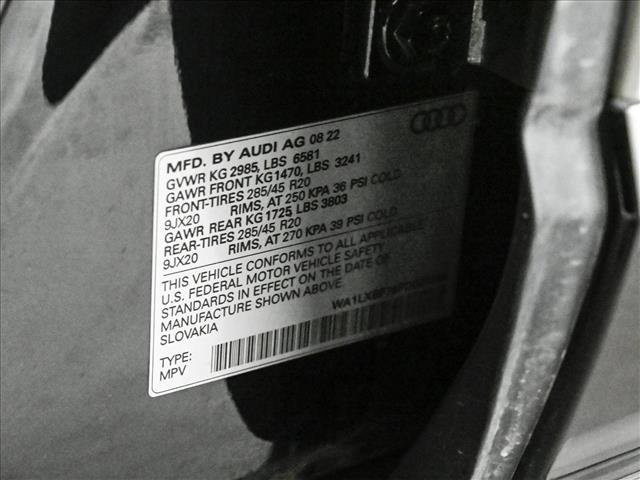 MFD. BY AUDI AG 08 22
GVWR KG 2985, LBS 6581
GAWR FRONT KG1470, LBS 3241
FRONT-TIRES 285/45 R20
9JX20 RIMS, AT 250 KPA 36 PSI COLD
GAWR REAR KG 1725, LBS 3803
REAR-TIRES 285/45 R20
9JX20 RIMS, AT 270 KPA 39 PSI COLD
THIS VEHICLE CONFORMS TO ALL APPLICABLE
U.S. FEDERAL MOTOR VEHICLE SAFETY
STANDARDS IN EFFECT ON THE DATE OF
MANUFACTURE SHOWN ABOVE.
SLOVAKIA
TYPE:
MPV